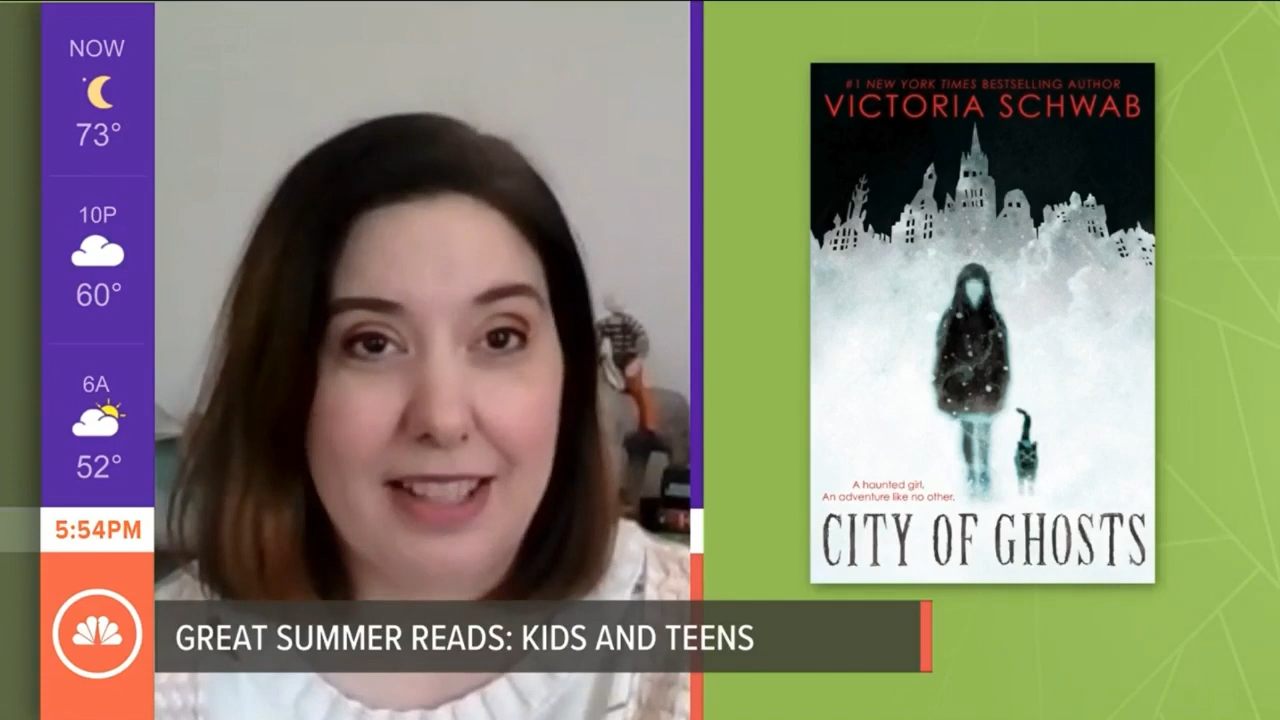 NOW
73°
10P
60°
6A
52°
5:54PM
GREAT SUMMER READS: KIDS AND TEENS
#1 NEW YORK TIMES BESTSELLING AUTHOR
VICTORIA SCHWAB
A haunted girl.
An adventure like no other.
CITY OF GHOSTS